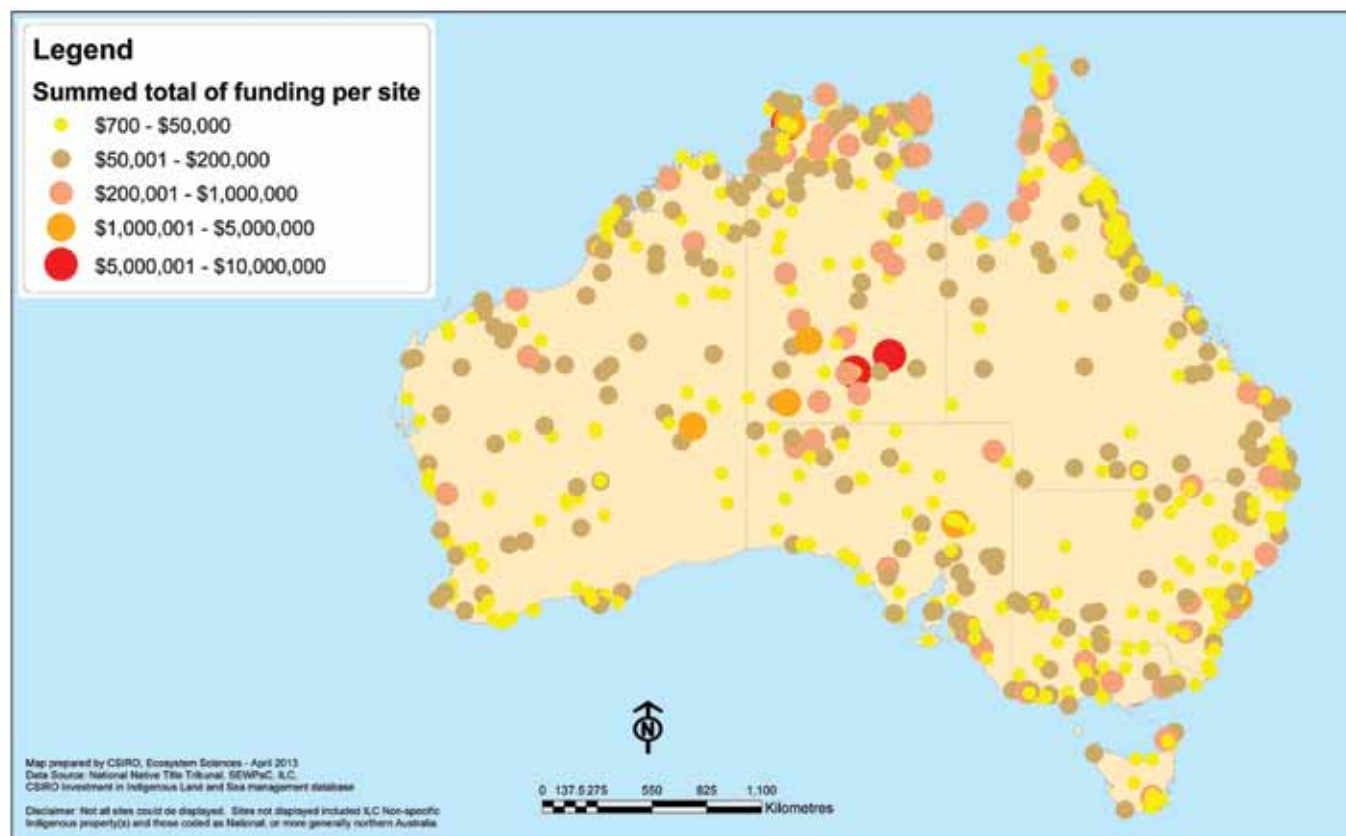 Legend
Summed total of funding per site
$700 - $50,000
$50,001 - $200,000
$200,001 - $1,000,000
$1,000,001 - $5,000,000
$5,000,001 - $10,000,000
N
Map prepared by CSIRO, Ecosystem Sciences - April 2013
Data Source: National Native Title Tribunal, SEWPaC, ILC,
CSIRO Investment in Indigenous Land and Sea management database
Disclaimer: Not all sites could be displayed. Sites not displayed included ILC Non-specific
Indigenous property(s) and those coded as National, or more generally northern Australia.
0 137.5 275 550 825 1,100
Kilometres